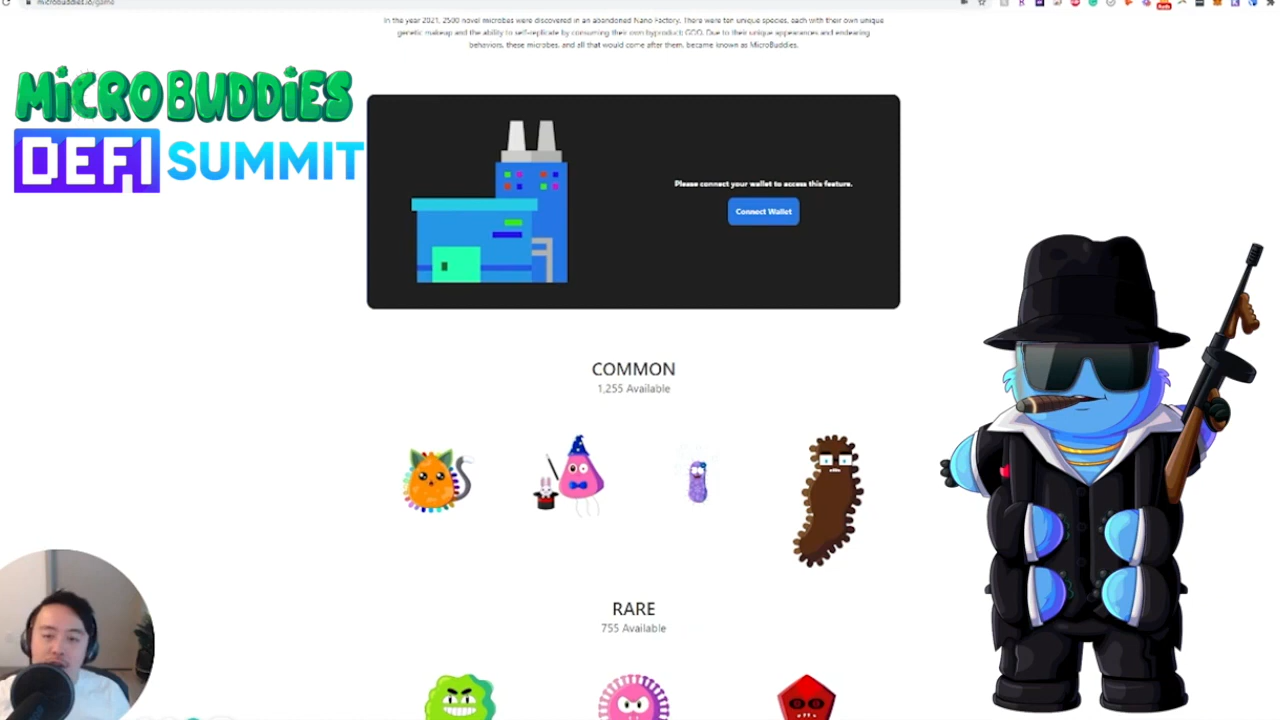 microbuddies.io/game
In the year 2021, 2500 novel microbes were discovered in an abandoned Nano Factory. There were ten unique species, each with their own unique
genetic makeup and the ability to self-replicate by consuming their own byproduct: GOO. Due to their unique appearances and endearing
behaviors, these microbes, and all that would come after them, became known as MicroBuddies.
MICROBUDDIES
DEFI SUMMIT
Please connect your wallet to access this feature.
Connect Wallet
COMMON
1,255 Available
RARE
755 Available